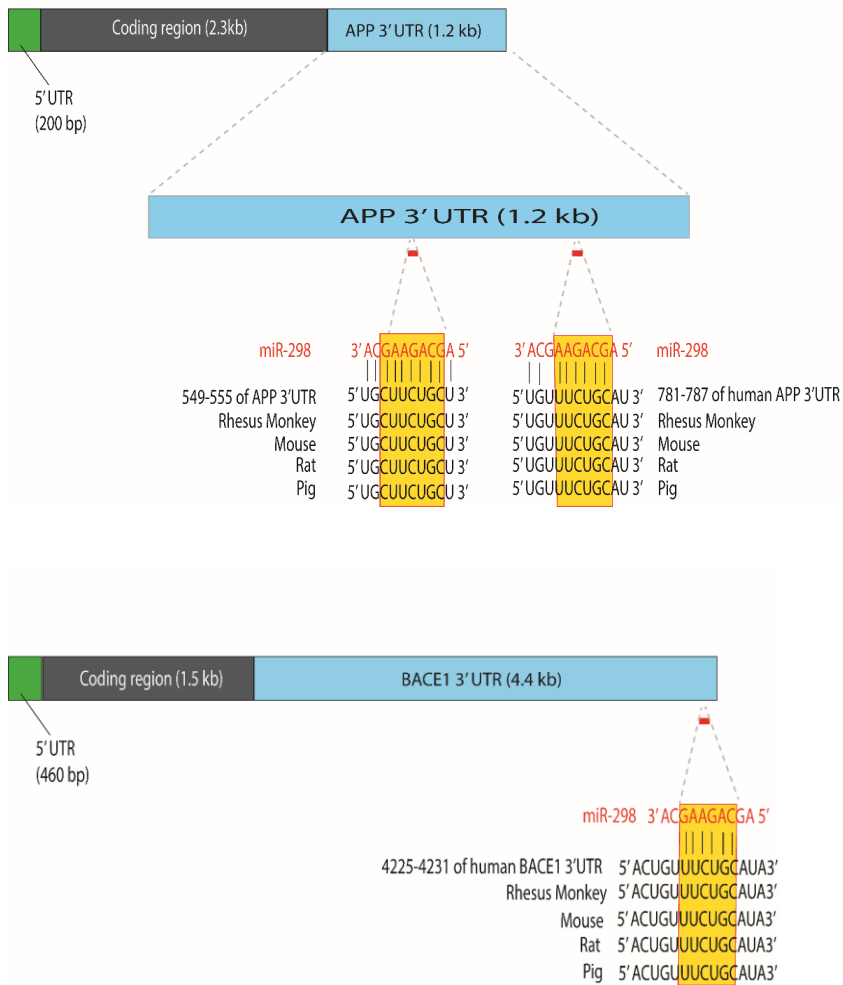 Coding region (2.3kb)
APP 3' UTR (1.2 kb)
5' UTR
(200 bp)
APP 3' UTR (1.2 kb)
miR-298 3' ACGAAGACGA 5'
549-555 of APP 3'UTR 5' UGCUUCUGCU 3'
Rhesus Monkey 5' UGCUUCUGCU 3'
Mouse 5' UGCUUCUGCU 3'
Rat 5' UGCUUCUGCU 3'
Pig 5' UGCUUCUGCU 3'
3' ACGAAGACGA 5' miR-298
5' UGUUUCUGCAU 3' 781-787 of human APP 3'UTR
5' UGUUUCUGCAU 3' Rhesus Monkey
5' UGUUUCUGCAU 3' Mouse
5' UGUUUCUGCAU 3' Rat
5' UGUUUCUGCAU 3' Pig
Coding region (1.5 kb)
BACE1 3' UTR (4.4 kb)
5' UTR
(460 bp)
miR-298 3' ACGAAGACGA 5'
4225-4231 of human BACE1 3'UTR 5' ACUGUUUCUGCAUA3'
Rhesus Monkey 5' ACUGUUUCUGCAUA3'
Mouse 5' ACUGUUUCUGCAUA3'
Rat 5' ACUGUUUCUGCAUA3'
Pig 5' ACUGUUUCUGCAUA3'